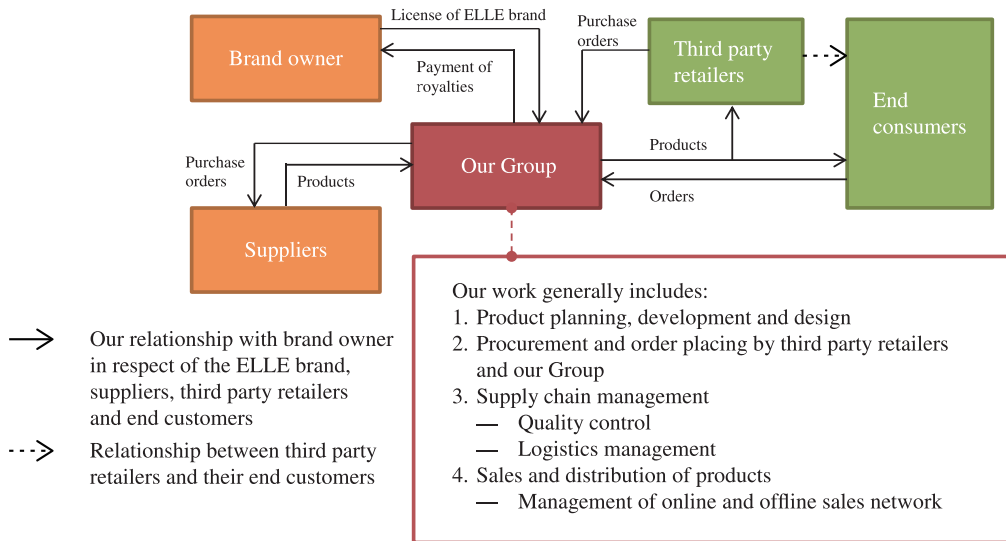 License of ELLE brand
Brand owner
Payment of
royalties
Purchase
orders
Third party
retailers
End
consumers
Our Group
Products
Orders
Purchase
orders
Products
Suppliers
Our work generally includes:
1. Product planning, development and design
2. Procurement and order placing by third party retailers
and our Group
3. Supply chain management
— Quality control
— Logistics management
4. Sales and distribution of products
— Management of online and offline sales network
Our relationship with brand owner
in respect of the ELLE brand,
suppliers, third party retailers
and end customers
Relationship between third party
retailers and their end customers